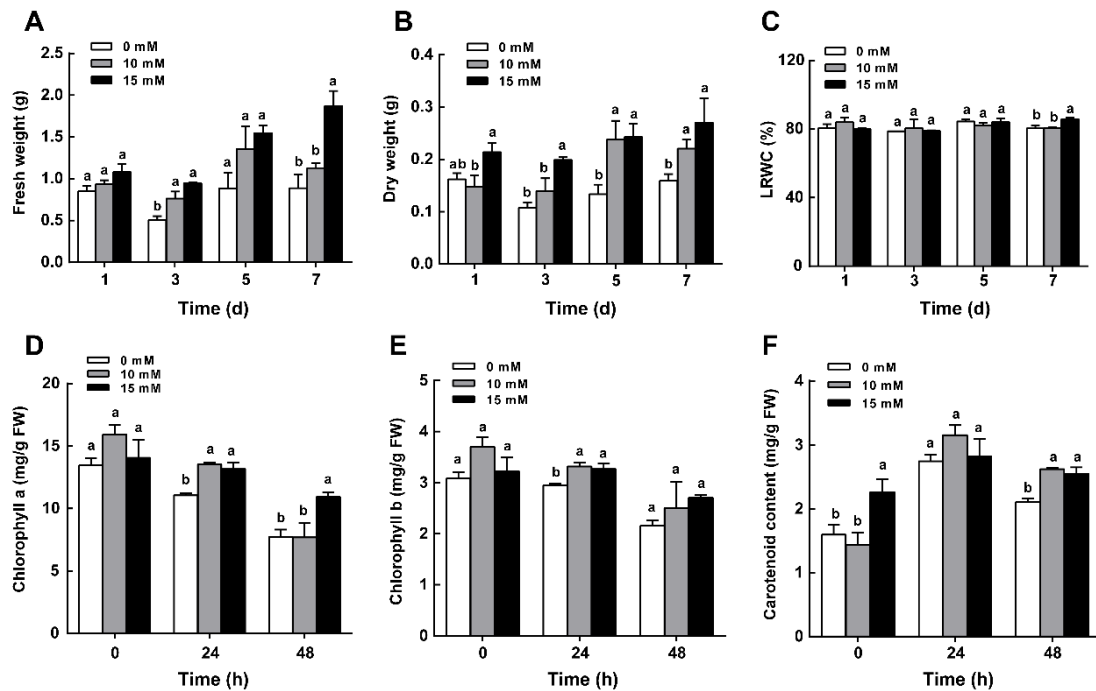 A
0 mM
10 mM
15 mM
Fresh weight (g)
2.5
2.0
1.5
1.0
0.5
0.0
a a a
b a a
a a a
b b a
1 3 5 7
Time (d)
B
0 mM
10 mM
15 mM
Dry weight (g)
0.4
0.3
0.2
0.1
0.0
ab b a
b b a
b a a
b a a
1 3 5 7
Time (d)
C
0 mM
10 mM
15 mM
LRWC (%)
120
80
40
0
a a a
a a a
a a a
b b a
1 3 5 7
Time (d)
D
0 mM
10 mM
15 mM
Chlorophyll a (mg/g FW)
20
15
10
5
0
a a a
b a a
b b a
0 24 48
Time (h)
E
0 mM
10 mM
15 mM
Chlorophyll b (mg/g FW)
5
4
3
2
1
0
a a a
b a a
a a a
0 24 48
Time (h)
F
0 mM
10 mM
15 mM
Carotenoid content (mg/g FW)
4
3
2
1
0
b b a
a a a
b a a
0 24 48
Time (h)